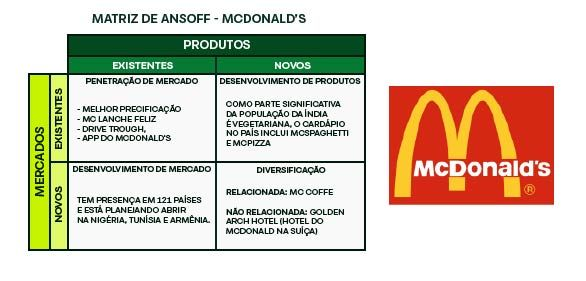 MATRIZ DE ANSOFF - MCDONALD'S
PRODUTOS
EXISTENTES
NOVOS
MERCADOS
EXISTENTES
PENETRAÇÃO DE MERCADO
- MELHOR PRECIFICAÇÃO
- MC LANCHE FELIZ
- DRIVE TROUGH,
- APP DO MCDONALD'S
DESENVOLVIMENTO DE PRODUTOS
COMO PARTE SIGNIFICATIVA
DA POPULAÇÃO DA ÍNDIA
ÉVEGETARIANA, O CARDÁPIO
NO PAÍS INCLUI MCSPAGHETTI
E MCPIZZA
NOVOS
DESENVOLVIMENTO DE MERCADO
TEM PRESENÇA EM 121 PAÍSES
E ESTÁ PLANEJANDO ABRIR
NA NIGÉRIA, TUNÍSIA E ARMÊNIA.
DIVERSIFICAÇÃO
RELACIONADA: MC COFFE
NÃO RELACIONADA: GOLDEN
ARCH HOTEL (HOTEL DO
MCDONALD NA SUÍÇA)
McDonald's
®